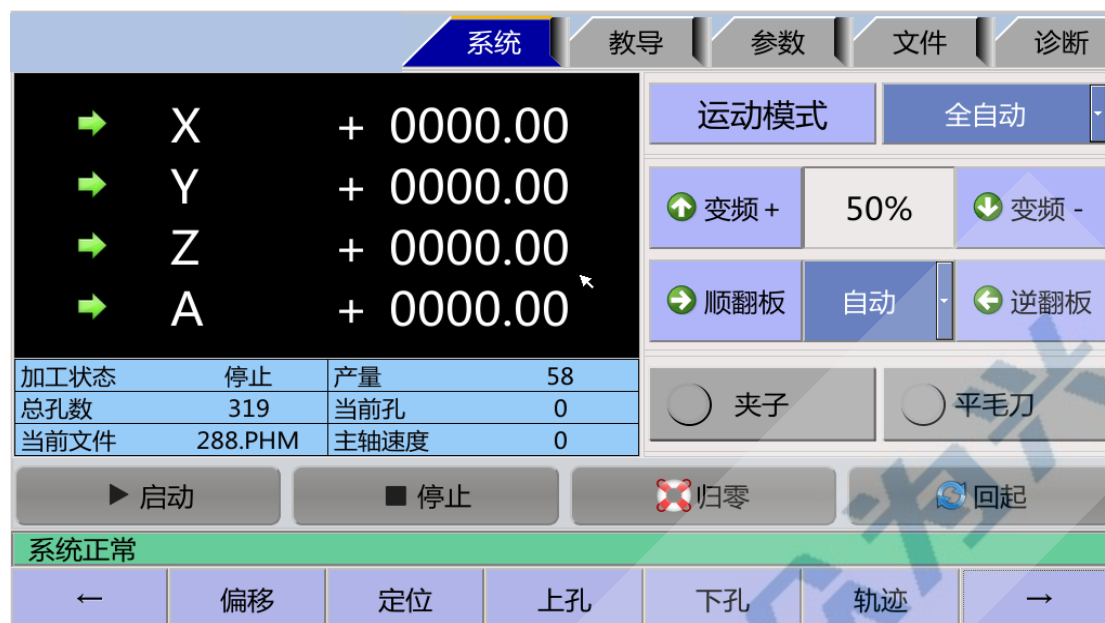 系统 教导 参数 文件 诊断
X + 0000.00
Y + 0000.00
Z + 0000.00
A + 0000.00
运动模式 全自动
变频 + 50% 变频 -
顺翻板 自动 逆翻板
夹子 平毛刀
加工状态 停止 产量 58
总孔数 319 当前孔 0
当前文件 288.PHM 主轴速度 0
启动 停止 归零 回起
系统正常
← 偏移 定位 上孔 下孔 轨迹 →